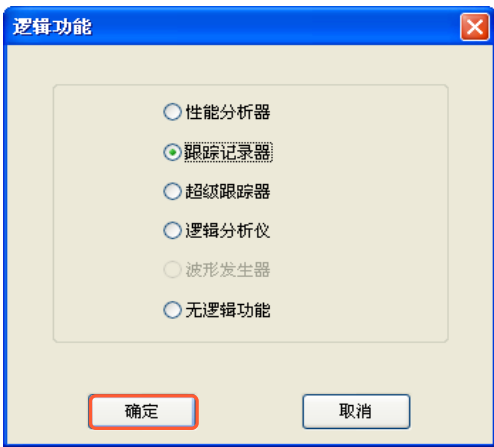 逻辑功能
性能分析器
跟踪记录器
超级跟踪器
逻辑分析仪
波形发生器
无逻辑功能
确定 取消